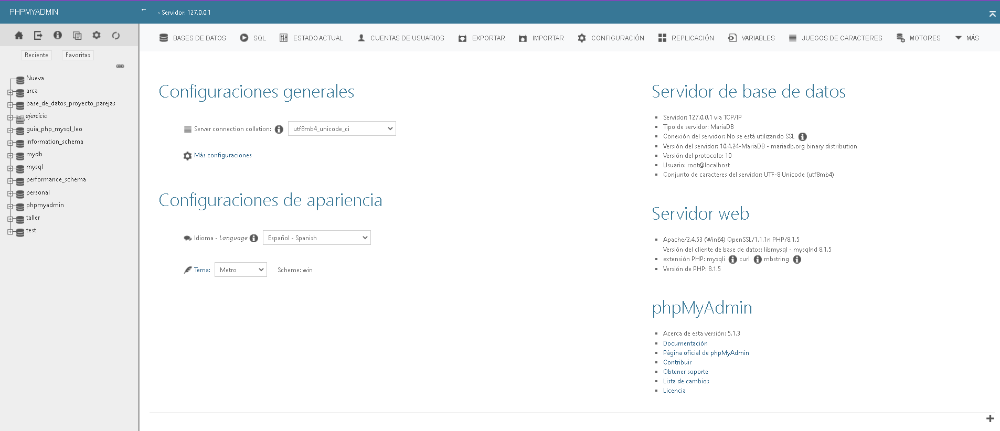 PHPMYADMIN
← › Servidor: 127.0.0.1
BASES DE DATOS SQL ESTADO ACTUAL CUENTAS DE USUARIOS EXPORTAR IMPORTAR CONFIGURACIÓN REPLICACIÓN VARIABLES JUEGOS DE CARACTERES MOTORES MÁS
Reciente Favoritas
Nueva
arca
base_de_datos_proyecto_parejas
ejercicio
guia_php_mysql_leo
information_schema
mydb
mysql
performance_schema
personal
phpmyadmin
taller
test
Configuraciones generales
Server connection collation: utf8mb4_unicode_ci
Más configuraciones
Configuraciones de apariencia
Idioma - Language Español - Spanish
Tema: Metro Scheme: win
Servidor de base de datos
Servidor: 127.0.0.1 via TCP/IP
Tipo de servidor: MariaDB
Conexión del servidor: No se está utilizando SSL
Versión del servidor: 10.4.24-MariaDB - mariadb.org binary distribution
Versión del protocolo: 10
Usuario: root@localhost
Conjunto de caracteres del servidor: UTF-8 Unicode (utf8mb4)
Servidor web
Apache/2.4.53 (Win64) OpenSSL/1.1.1n PHP/8.1.5
Versión del cliente de base de datos: libmysql - mysqlnd 8.1.5
extensión PHP: mysqli curl mbstring
Versión de PHP: 8.1.5
phpMyAdmin
Acerca de esta versión: 5.1.3
Documentación
Página oficial de phpMyAdmin
Contribuir
Obtener soporte
Lista de cambios
Licencia